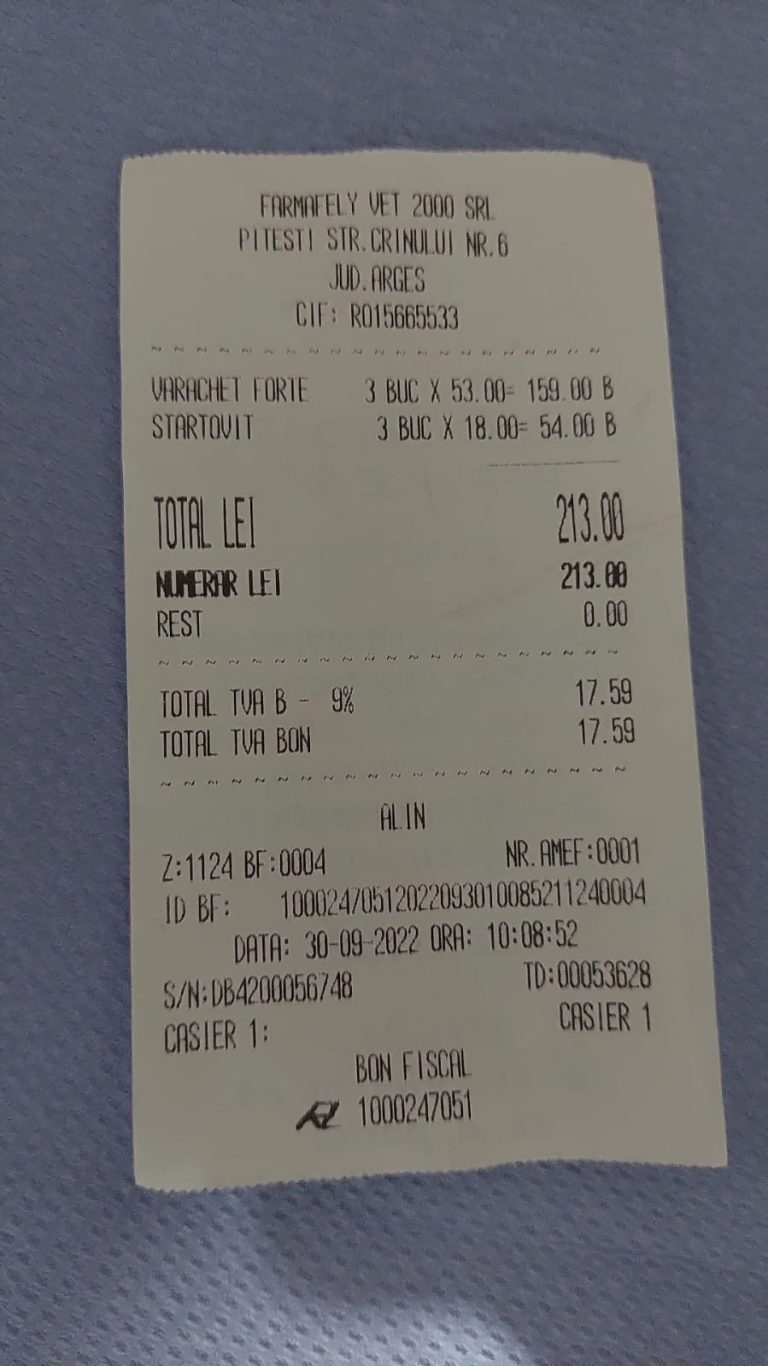 FARMAFELY VET 2000 SRL
PITESTI STR.CRINULUI NR.6
JUD.ARGES
CIF: RO15665533
VARACHET FORTE 3 BUC X 53.00= 159.00 B
STARTOVIT 3 BUC X 18.00= 54.00 B
TOTAL LEI 213.00
NUMERAR LEI 213.00
REST 0.00
TOTAL TVA B - 9% 17.59
TOTAL TVA BON 17.59
ALIN
Z:1124 BF:0004 NR.AMEF:0001
ID BF: 10002470512022093010085211240004
DATA: 30-09-2022 ORA: 10:08:52
S/N:DB4200056748 TD:00053628
CASIER 1: CASIER 1
BON FISCAL
1000247051